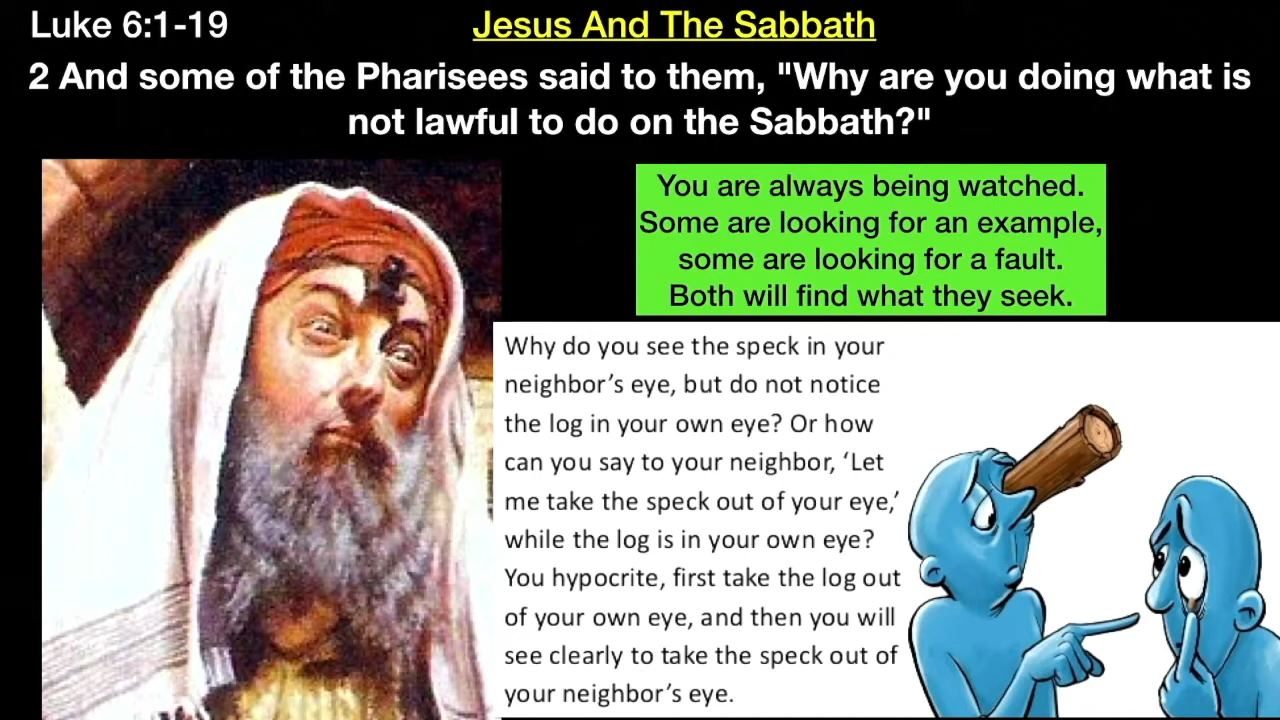 Luke 6:1-19
Jesus And The Sabbath
2 And some of the Pharisees said to them, "Why are you doing what is
not lawful to do on the Sabbath?"
You are always being watched.
Some are looking for an example,
some are looking for a fault.
Both will find what they seek.
Why do you see the speck in your
neighbor’s eye, but do not notice
the log in your own eye? Or how
can you say to your neighbor, ‘Let
me take the speck out of your eye,’
while the log is in your own eye?
You hypocrite, first take the log out
of your own eye, and then you will
see clearly to take the speck out of
your neighbor’s eye.